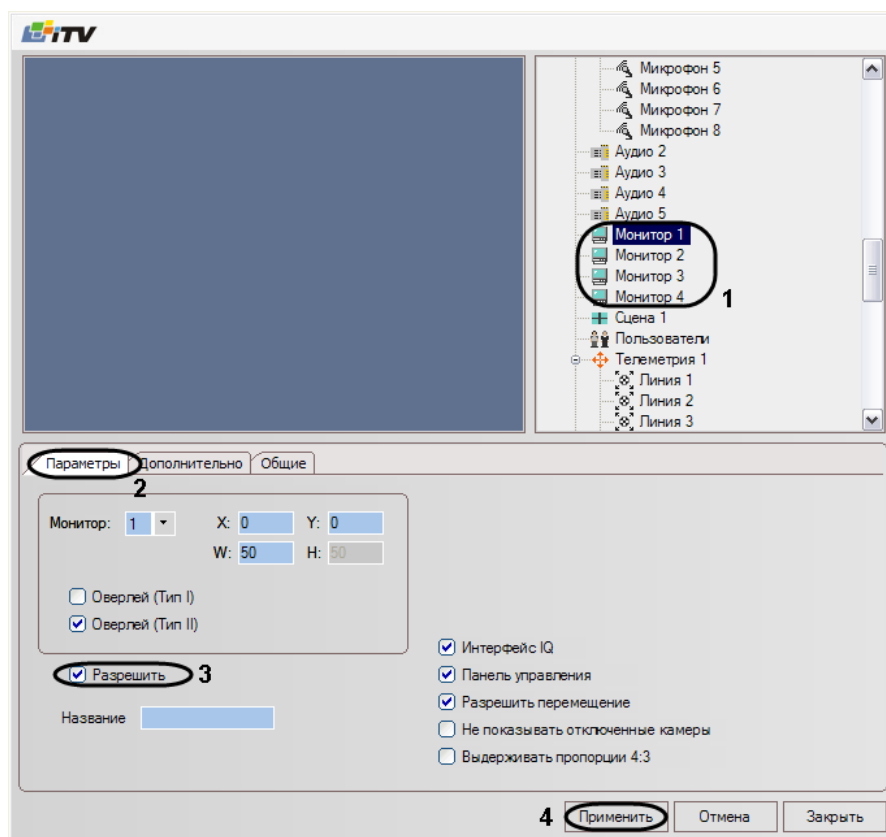 iTV
Микрофон 5
Микрофон 6
Микрофон 7
Микрофон 8
Аудио 2
Аудио 3
Аудио 4
Аудио 5
Монитор 1
Монитор 2
Монитор 3
Монитор 4
1
Сцена 1
Пользователи
Телеметрия 1
Линия 1
Линия 2
Линия 3
Параметры Дополнительно Общие
2
Монитор: 1 X: 0 Y: 0
W: 50 H: 50
Оверлей (Тип I)
Оверлей (Тип II)
Разрешить 3
Название
Интерфейс IQ
Панель управления
Разрешить перемещение
Не показывать отключенные камеры
Выдерживать пропорции 4:3
4 Применить Отмена Закрыть